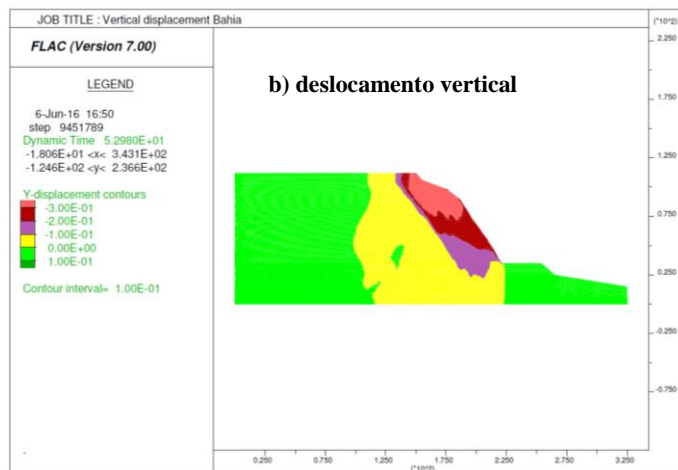 JOB TITLE : Vertical displacement Bahia
(*10^2)
FLAC (Version 7.00)
LEGEND
6-Jun-16 16:50
step 9451789
Dynamic Time 5.2980E+01
-1.806E+01 <x< 3.431E+02
-1.246E+02 <y< 2.366E+02
Y-displacement contours
-3.00E-01
-2.00E-01
-1.00E-01
0.00E+00
1.00E-01
Contour interval= 1.00E-01
b) deslocamento vertical
2.250
1.750
1.250
0.750
0.250
-0.250
-0.750
0.250 0.750 1.250 1.750 2.250 2.750 3.250
(*10^2)